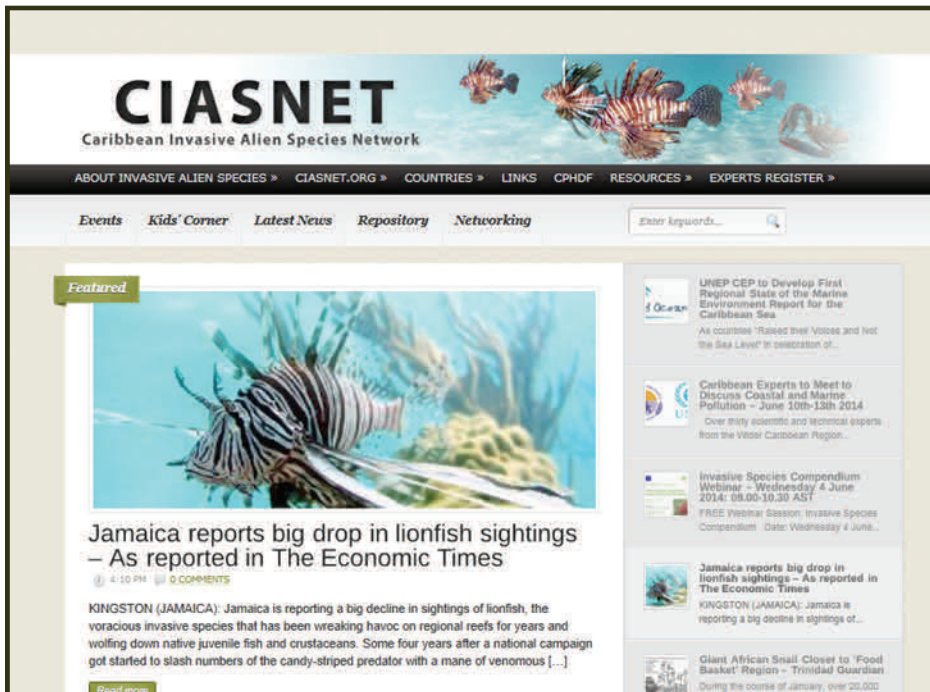 CIASNET
Caribbean Invasive Alien Species Network
ABOUT INVASIVE ALIEN SPECIES » CIASNET.ORG » COUNTRIES » LINKS CPHDF RESOURCES » EXPERTS REGISTER »
Events Kids' Corner Latest News Repository Networking
Enter keywords...
Featured
Jamaica reports big drop in lionfish sightings
– As reported in The Economic Times
4:10 PM 0 COMMENTS
KINGSTON (JAMAICA): Jamaica is reporting a big decline in sightings of lionfish, the
voracious invasive species that has been wreaking havoc on regional reefs for years and
wolfing down native juvenile fish and crustaceans. Some four years after a national campaign
got started to slash numbers of the candy-striped predator with a mane of venomous […]
Read more
UNEP CEP to Develop First
Regional State of the Marine
Environment Report for the
Caribbean Sea
As countries "Raised their Voices and Not
the Sea Level" in celebration of...
Caribbean Experts to Meet to
Discuss Coastal and Marine
Pollution – June 10th-13th 2014
Over thirty scientific and technical experts
from the Wider Caribbean Region...
Invasive Species Compendium
Webinar – Wednesday 4 June
2014: 09.00-10.30 AST
FREE Webinar Session: Invasive Species
Compendium Date: Wednesday 4 June...
Jamaica reports big drop in
lionfish sightings – As reported in
The Economic Times
KINGSTON (JAMAICA): Jamaica is
reporting a big decline in sightings of...
Giant African Snail Closer to 'Food
Basket' Region – Trinidad Guardian
During the course of January, over 20,000